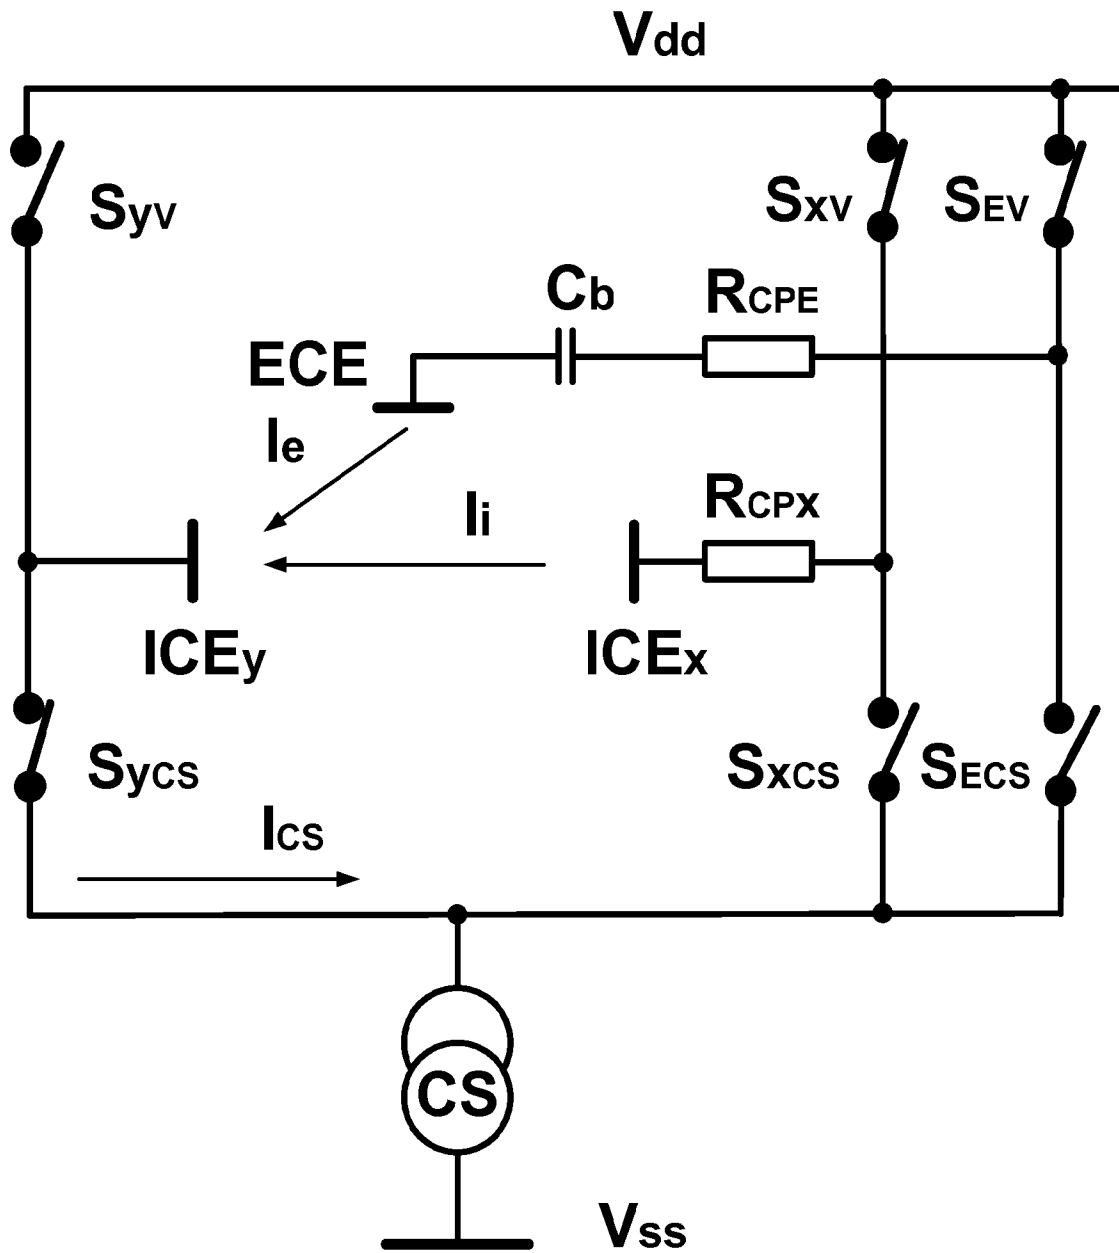 Vdd
SyV
SxV
SEV
Cb
RCPE
ECE
Ie
Ii
RCPx
ICEy
ICEx
SyCS
SxCS
SECS
ICS
CS
Vss